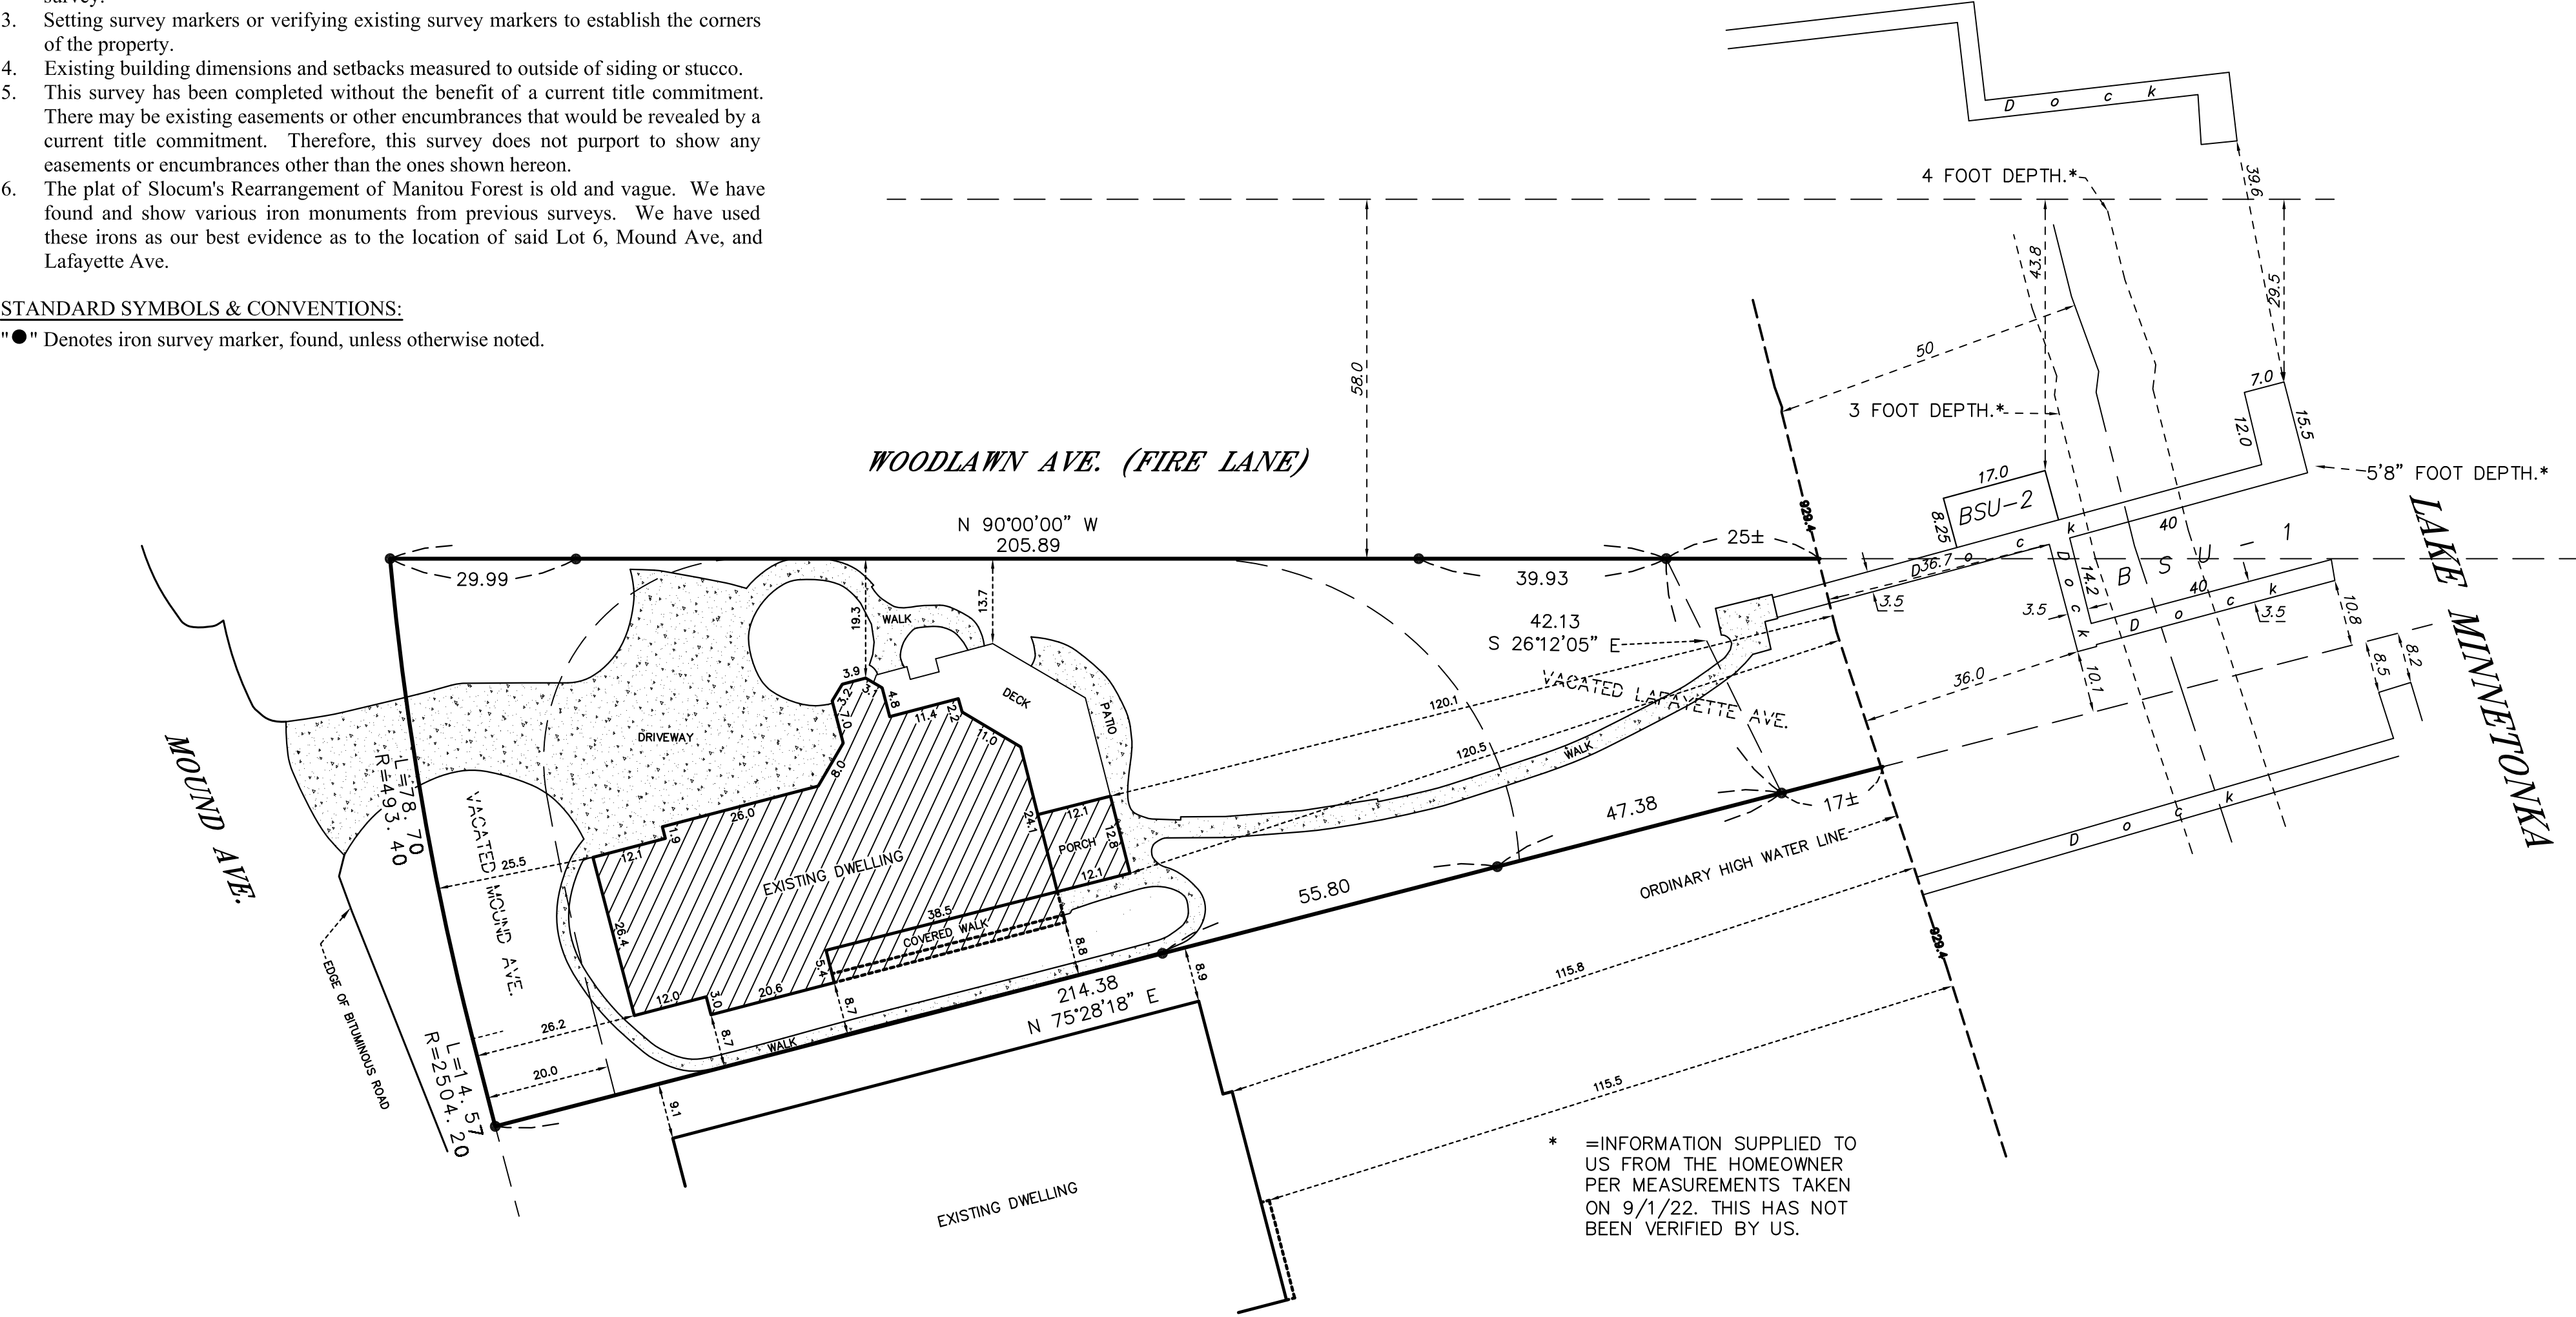 survey.
3. Setting survey markers or verifying existing survey markers to establish the corners
of the property.
4. Existing building dimensions and setbacks measured to outside of siding or stucco.
5. This survey has been completed without the benefit of a current title commitment.
There may be existing easements or other encumbrances that would be revealed by a
current title commitment. Therefore, this survey does not purport to show any
easements or encumbrances other than the ones shown hereon.
6. The plat of Slocum's Rearrangement of Manitou Forest is old and vague. We have
found and show various iron monuments from previous surveys. We have used
these irons as our best evidence as to the location of said Lot 6, Mound Ave, and
Lafayette Ave.
STANDARD SYMBOLS & CONVENTIONS:
"●" Denotes iron survey marker, found, unless otherwise noted.
Dock
39.6
4 FOOT DEPTH.*
43.8
29.5
50
58.0
7.0
3 FOOT DEPTH.*
12.0
15.5
WOODLAWN AVE. (FIRE LANE)
5'8" FOOT DEPTH.*
17.0
BSU-2
8.25
929.4
N 90°00'00" W
205.89
25±
40
29.99
39.93
Dock
36.7
3.5
Dock
14.2
BSU-1
40
Dock
3.5
3.5
10.8
LAKE MINNETONKA
42.13
S 26°12'05" E
19.3
13.7
WALK
8.5
8.2
10.1
36.0
3.9
3.2
3.1
7.0
4.8
11.4
2.2
11.0
DECK
PATIO
120.1
VACATED LAFAYETTE AVE.
DRIVEWAY
8.0
120.5
WALK
MOUND AVE.
L=78.70
R=493.40
VACATED MOUND AVE.
25.5
12.1
1.9
26.0
24.1
12.1
12.8
PORCH
12.1
EXISTING DWELLING
47.38
17±
Dock
ORDINARY HIGH WATER LINE
55.80
38.5
COVERED WALK
26.4
5.4
8.8
8.9
929.4
EDGE OF BITUMINOUS ROAD
12.0
3.0
20.6
8.7
8.7
214.38
N 75°28'18" E
115.8
26.2
L=14.57
R=2504.20
WALK
20.0
9.1
115.5
EXISTING DWELLING
* =INFORMATION SUPPLIED TO
US FROM THE HOMEOWNER
PER MEASUREMENTS TAKEN
ON 9/1/22. THIS HAS NOT
BEEN VERIFIED BY US.